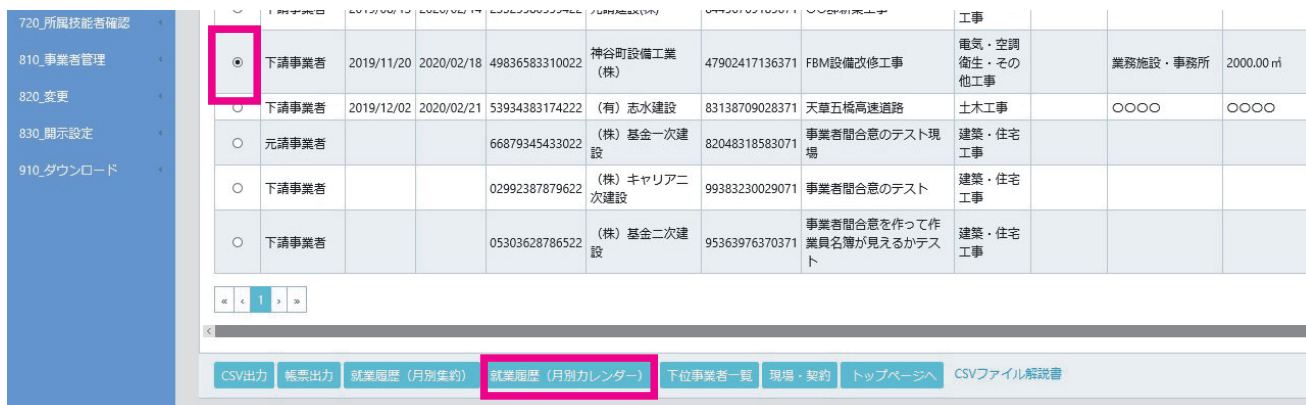 720_所属技能者確認
810_事業者管理
820_変更
830_開示設定
910_ダウンロード
工事
下請事業者 2019/11/20 2020/02/18 49836583310022 神谷町設備工業（株） 47902417136371 FBM設備改修工事 電気・空調衛生・その他工事 業務施設・事務所 2000.00㎡
下請事業者 2019/12/02 2020/02/21 53934383174222 （有）志水建設 83138709028371 天草五橋高速道路 土木工事 〇〇〇〇 〇〇〇〇
元請事業者 66879345433022 （株）基金一次建設 82048318583071 事業者間合意のテスト現場 建築・住宅工事
下請事業者 02992387879622 （株）キャリア二次建設 99383230029071 事業者間合意のテスト 建築・住宅工事
下請事業者 05303628786522 （株）基金二次建設 95363976370371 事業者間合意を作って作業員名簿が見えるかテスト 建築・住宅工事
« ‹ 1 › »
CSV出力 帳票出力 就業履歴（月別集約） 就業履歴（月別カレンダー） 下位事業者一覧 現場・契約 トップページへ CSVファイル解説書